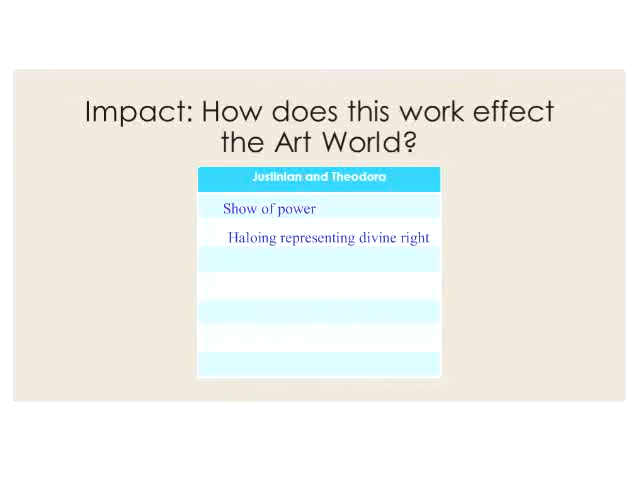 Impact: How does this work effect
the Art World?
Justinian and Theodora
Show of power
Haloing representing divine right